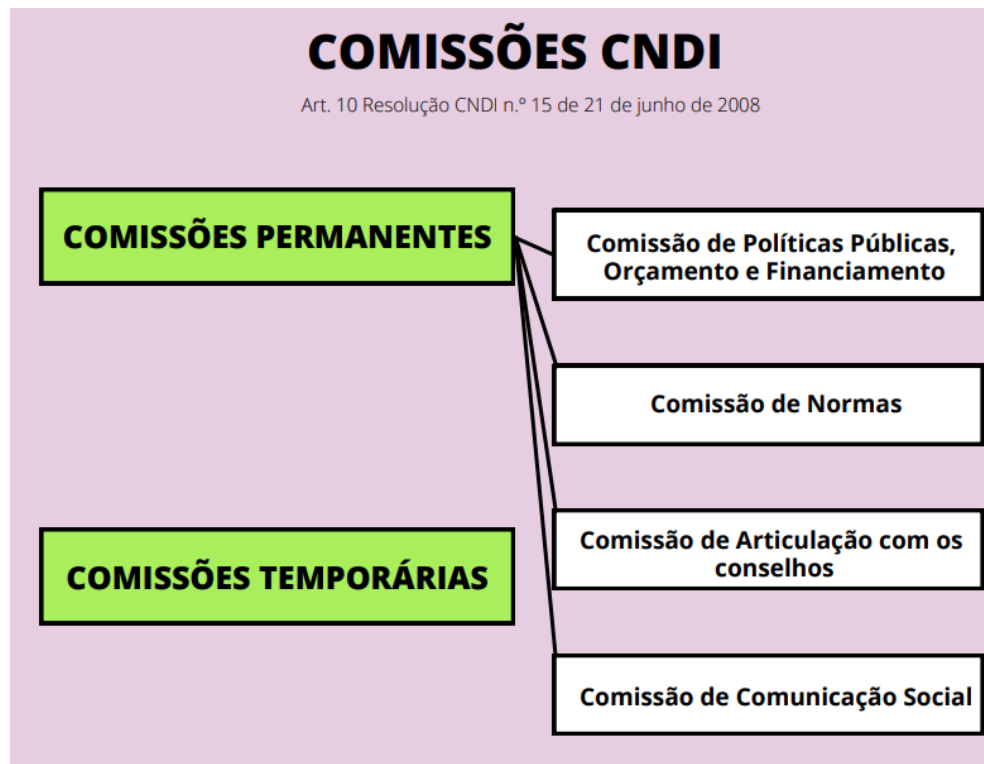 COMISSÕES CNDI
Art. 10 Resolução CNDI n.º 15 de 21 de junho de 2008
COMISSÕES PERMANENTES
Comissão de Políticas Públicas,
Orçamento e Financiamento
Comissão de Normas
Comissão de Articulação com os
conselhos
COMISSÕES TEMPORÁRIAS
Comissão de Comunicação Social